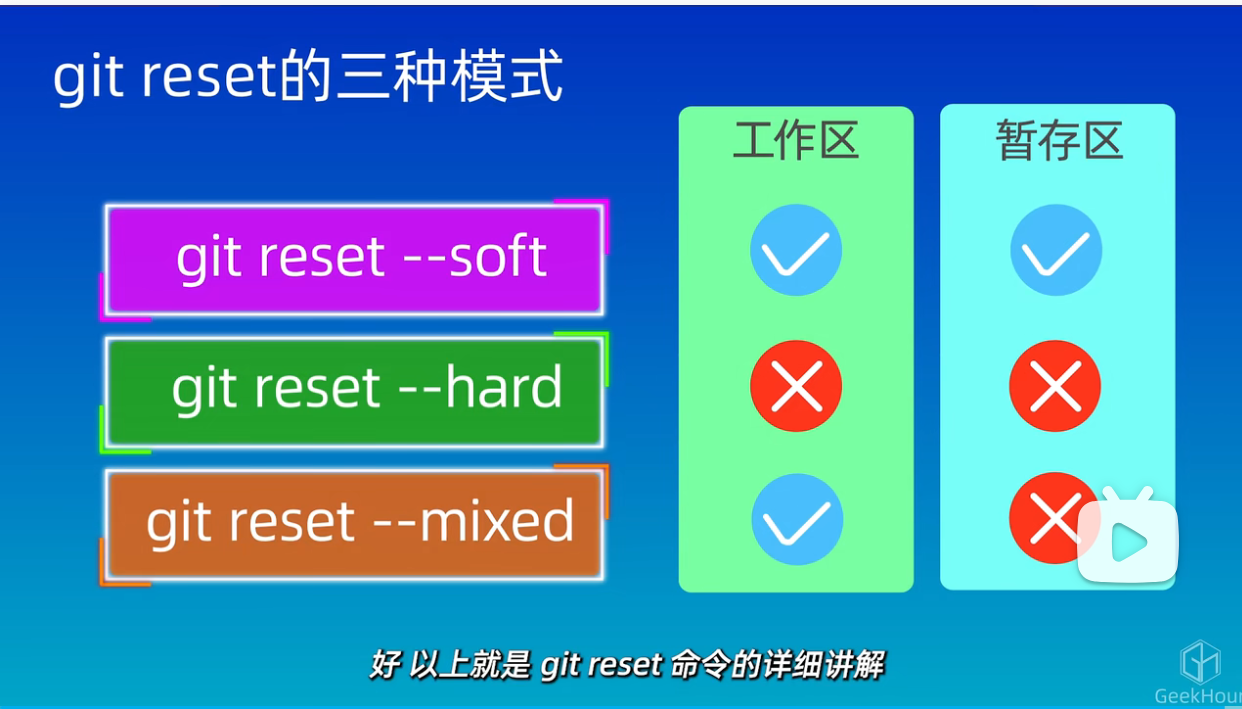 git reset的三种模式
工作区
暂存区
git reset --soft
git reset --hard
git reset --mixed
好 以上就是 git reset 命令的详细讲解
GeekHour